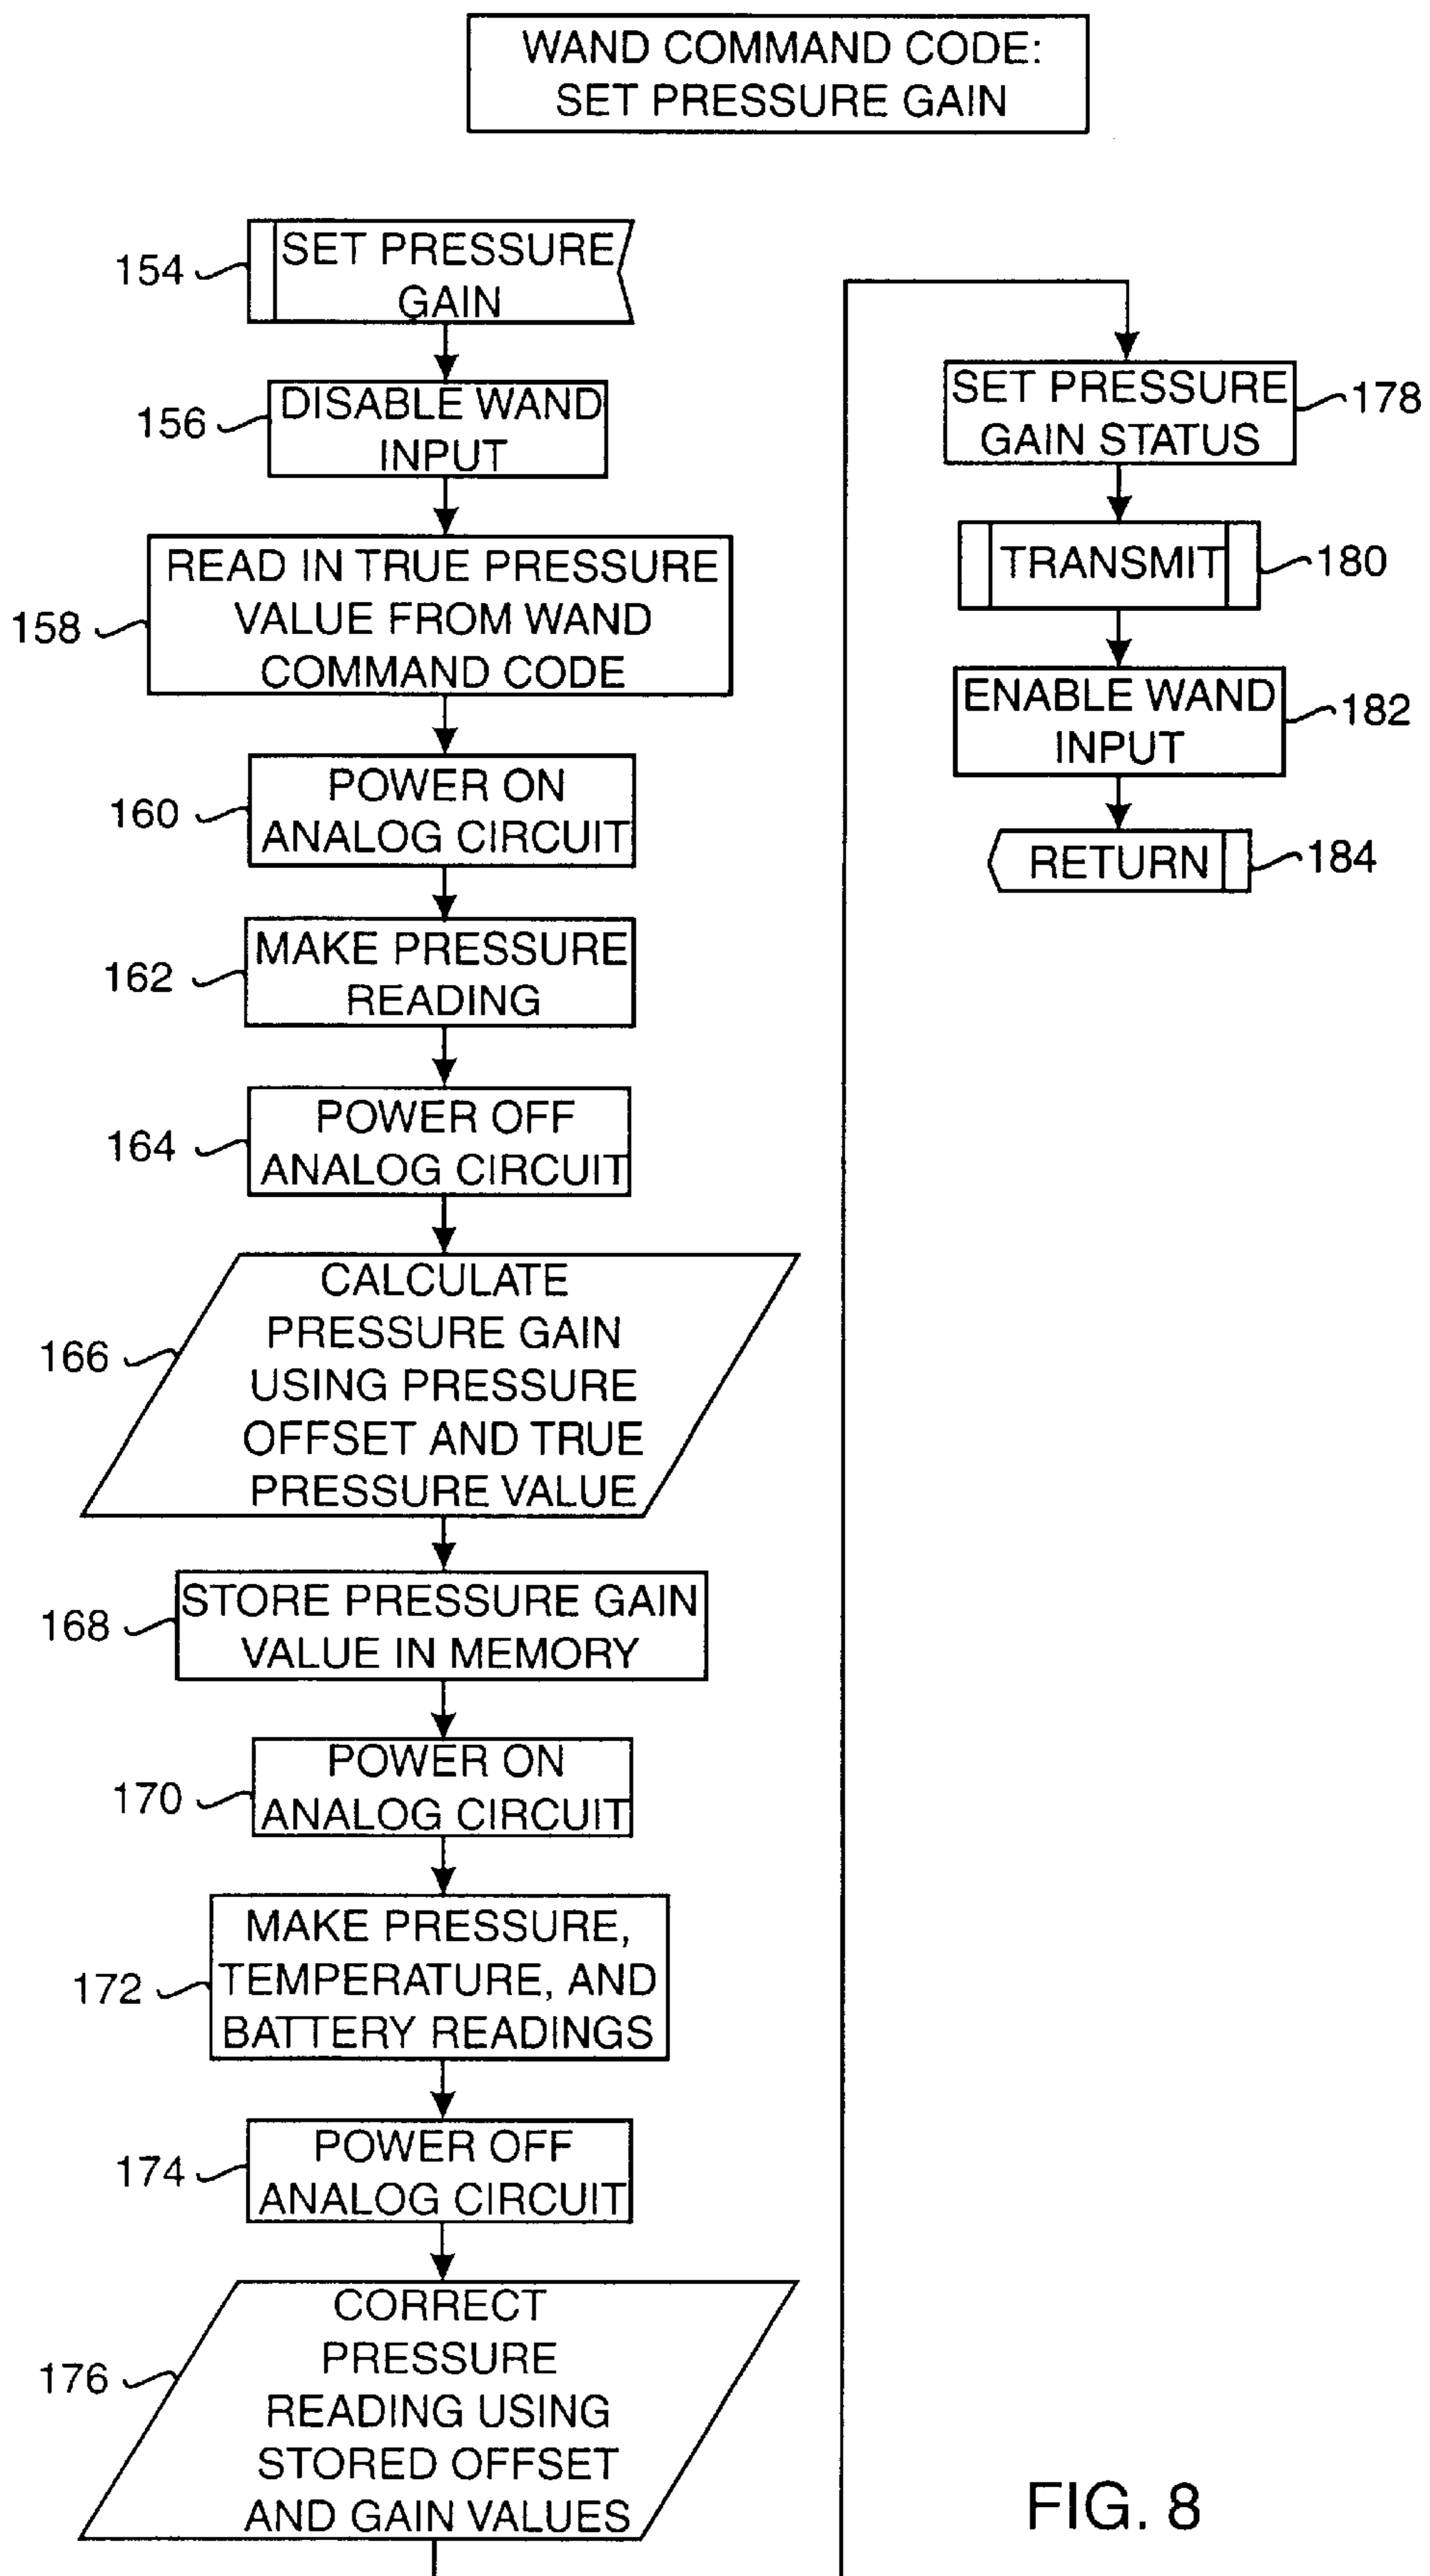 WAND COMMAND CODE:
SET PRESSURE GAIN
154
SET PRESSURE
GAIN
156
DISABLE WAND
INPUT
158
READ IN TRUE PRESSURE
VALUE FROM WAND
COMMAND CODE
160
POWER ON
ANALOG CIRCUIT
162
MAKE PRESSURE
READING
164
POWER OFF
ANALOG CIRCUIT
166
CALCULATE
PRESSURE GAIN
USING PRESSURE
OFFSET AND TRUE
PRESSURE VALUE
168
STORE PRESSURE GAIN
VALUE IN MEMORY
170
POWER ON
ANALOG CIRCUIT
172
MAKE PRESSURE,
TEMPERATURE, AND
BATTERY READINGS
174
POWER OFF
ANALOG CIRCUIT
176
CORRECT
PRESSURE
READING USING
STORED OFFSET
AND GAIN VALUES
SET PRESSURE
GAIN STATUS
178
TRANSMIT
180
ENABLE WAND
INPUT
182
RETURN
184
FIG. 8